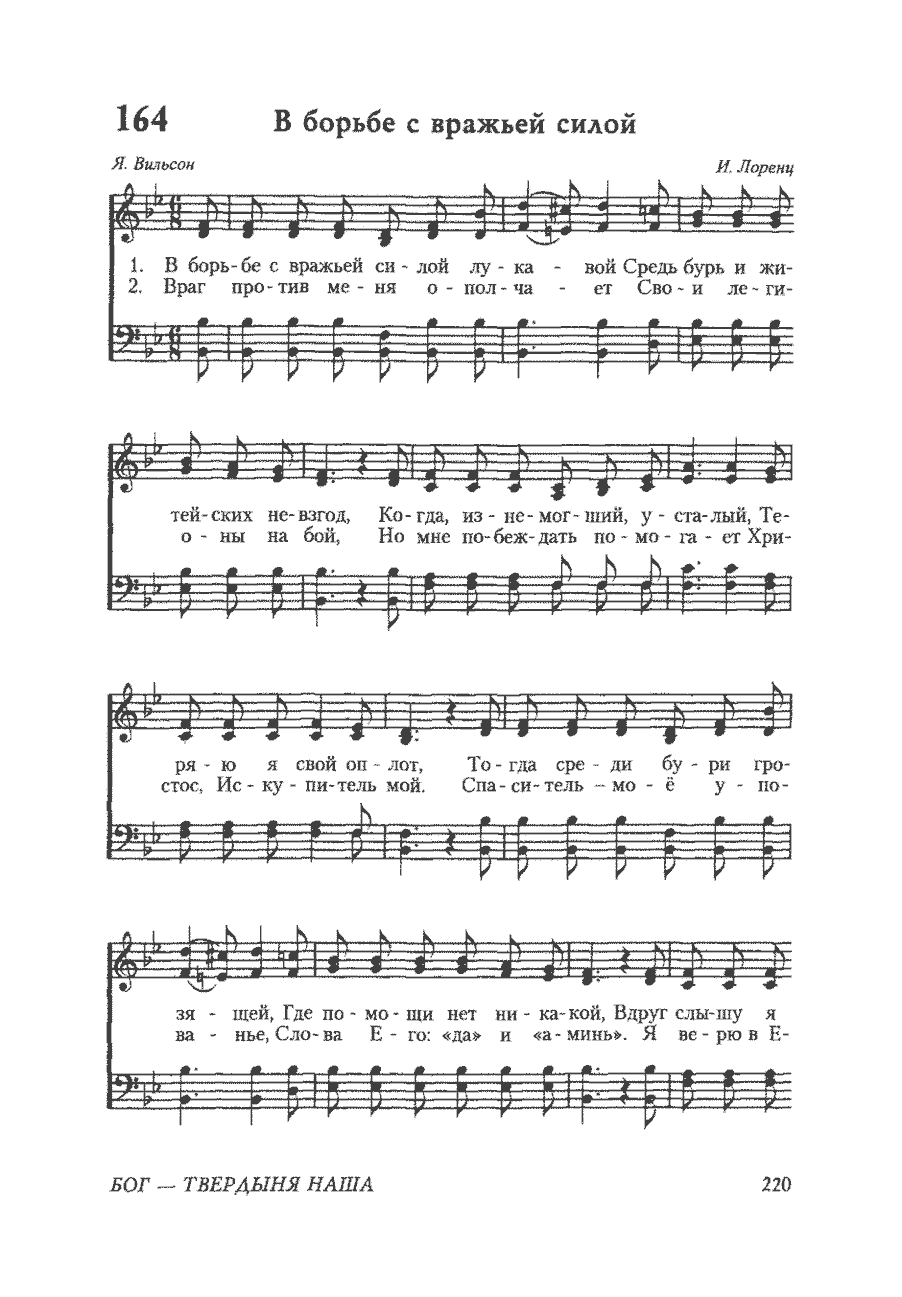 164 В борьбе с вражьей силой
Я. Вильсон И. Лоренц
1. В борь-бе с вражьей си - лой лу - ка - вой Средь бурь и жи-
2. Враг про-тив ме - ня о - пол-ча - ет Сво - и ле - ги-
тей-ских не-взгод, Ко-гда, из - не-мог-ший, у - ста-лый, Те-
о - ны на бой, Но мне по-беж-дать по - мо - га - ет Хри-
ря - ю я свой оп - лот, То - гда сре - ди бу - ри гро-
стос, Ис - ку - пи-тель мой. Спа-си-тель – мо - ё у - по-
зя - щей, Где по - мо - щи нет ни - ка-кой, Вдруг слы-шу я
ва - нье, Сло-ва Е - го: «да» и «а-минь». Я ве-рю в Е-
БОГ — ТВЕРДЫНЯ НАША 220